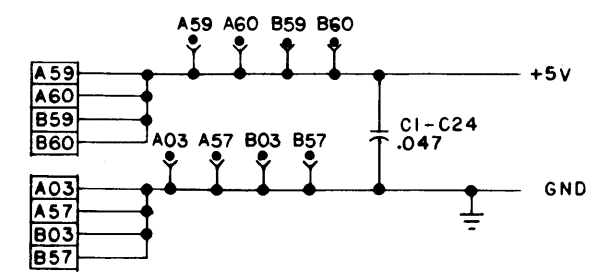 A59 A60 B59 B60
A59
A60
B59
B60
+5V
C1-C24
.047
A03 A57 B03 B57
A03
A57
B03
B57
GND